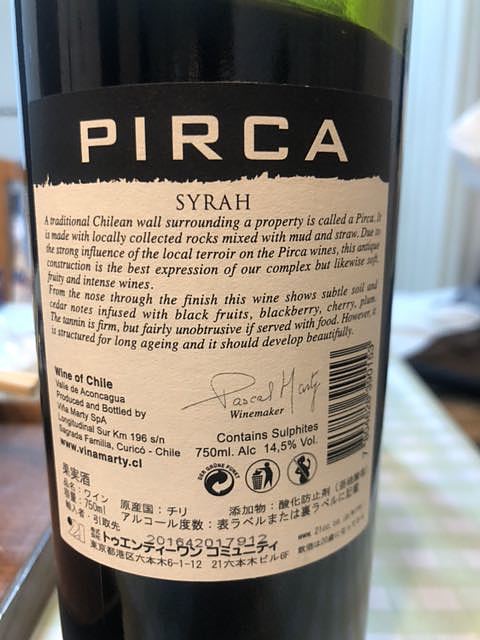 PIRCA
SYRAH
A traditional Chilean wall surrounding a property is called a Pirca. It
is made with locally collected rocks mixed with mud and straw. Due to
the strong influence of the local terroir on the Pirca wines, this antique
construction is the best expression of our complex but likewise soft,
fruity and intense wines.
From the nose through the finish this wine shows subtle soil and
cedar notes infused with black fruits, blackberry, cherry, plum.
The tannin is firm, but fairly unobtrusive if served with food. However, it
is structured for long ageing and it should develop beautifully.
Wine of Chile
Valle de Aconcagua
Produced and Bottled by
Viña Marty SpA
Longitudinal Sur Km 196 s/n
Sagrada Familia, Curicó - Chile
www.vinamarty.cl
Pascal Marty
Winemaker
Contains Sulphites
750ml. Alc 14,5% Vol.
DER GRÜNE PUNKT
果実酒
品名：ワイン
容量：750ml
原産国：チリ
添加物：酸化防止剤
アルコール度数：表ラベルまたは裏ラベルに記載
輸入者・引取先
201642017912
株式会社 トゥエンティーワン コミュニティ
東京都港区六本木6-1-12 21六本木ビル6F